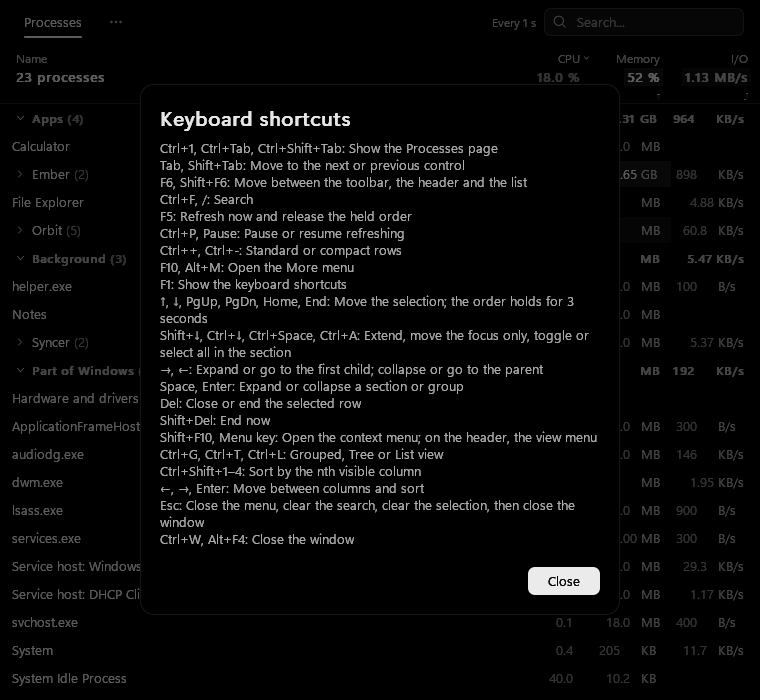 Processes
Every 1 s
Search...
Name
CPU
Memory
I/O
23 processes
18.0 %
52 %
1.13 MB/s
Apps (4)
GB 964 KB/s
Calculator
MB
Ember (2)
GB 898 KB/s
File Explorer
MB 4.88 KB/s
Orbit (5)
MB 60.8 KB/s
Background (3)
MB 5.47 KB/s
helper.exe
MB 100 B/s
Notes
MB
Syncer (2)
MB 5.37 KB/s
Part of Windows
MB 192 KB/s
Hardware and drivers
ApplicationFrameHost
MB 300 B/s
audiodg.exe
MB 146 KB/s
dwm.exe
MB 1.95 KB/s
lsass.exe
MB 900 B/s
services.exe
MB 300 B/s
Service host: Windows
MB 29.3 KB/s
Service host: DHCP
MB 1.17 KB/s
svchost.exe 0.1 18.0 MB 400 B/s
System 0.4 205 KB 11.7 KB/s
System Idle Process 40.0 10.2 KB
Keyboard shortcuts
Ctrl+1, Ctrl+Tab, Ctrl+Shift+Tab: Show the Processes page
Tab, Shift+Tab: Move to the next or previous control
F6, Shift+F6: Move between the toolbar, the header and the list
Ctrl+F, /: Search
F5: Refresh now and release the held order
Ctrl+P, Pause: Pause or resume refreshing
Ctrl++, Ctrl+-: Standard or compact rows
F10, Alt+M: Open the More menu
F1: Show the keyboard shortcuts
↑, ↓, PgUp, PgDn, Home, End: Move the selection; the order holds for 3
seconds
Shift+↓, Ctrl+↓, Ctrl+Space, Ctrl+A: Extend, move the focus only, toggle or
select all in the section
→, ←: Expand or go to the first child; collapse or go to the parent
Space, Enter: Expand or collapse a section or group
Del: Close or end the selected row
Shift+Del: End now
Shift+F10, Menu key: Open the context menu; on the header, the view menu
Ctrl+G, Ctrl+T, Ctrl+L: Grouped, Tree or List view
Ctrl+Shift+1–4: Sort by the nth visible column
←, →, Enter: Move between columns and sort
Esc: Close the menu, clear the search, clear the selection, then close the
window
Ctrl+W, Alt+F4: Close the window
Close